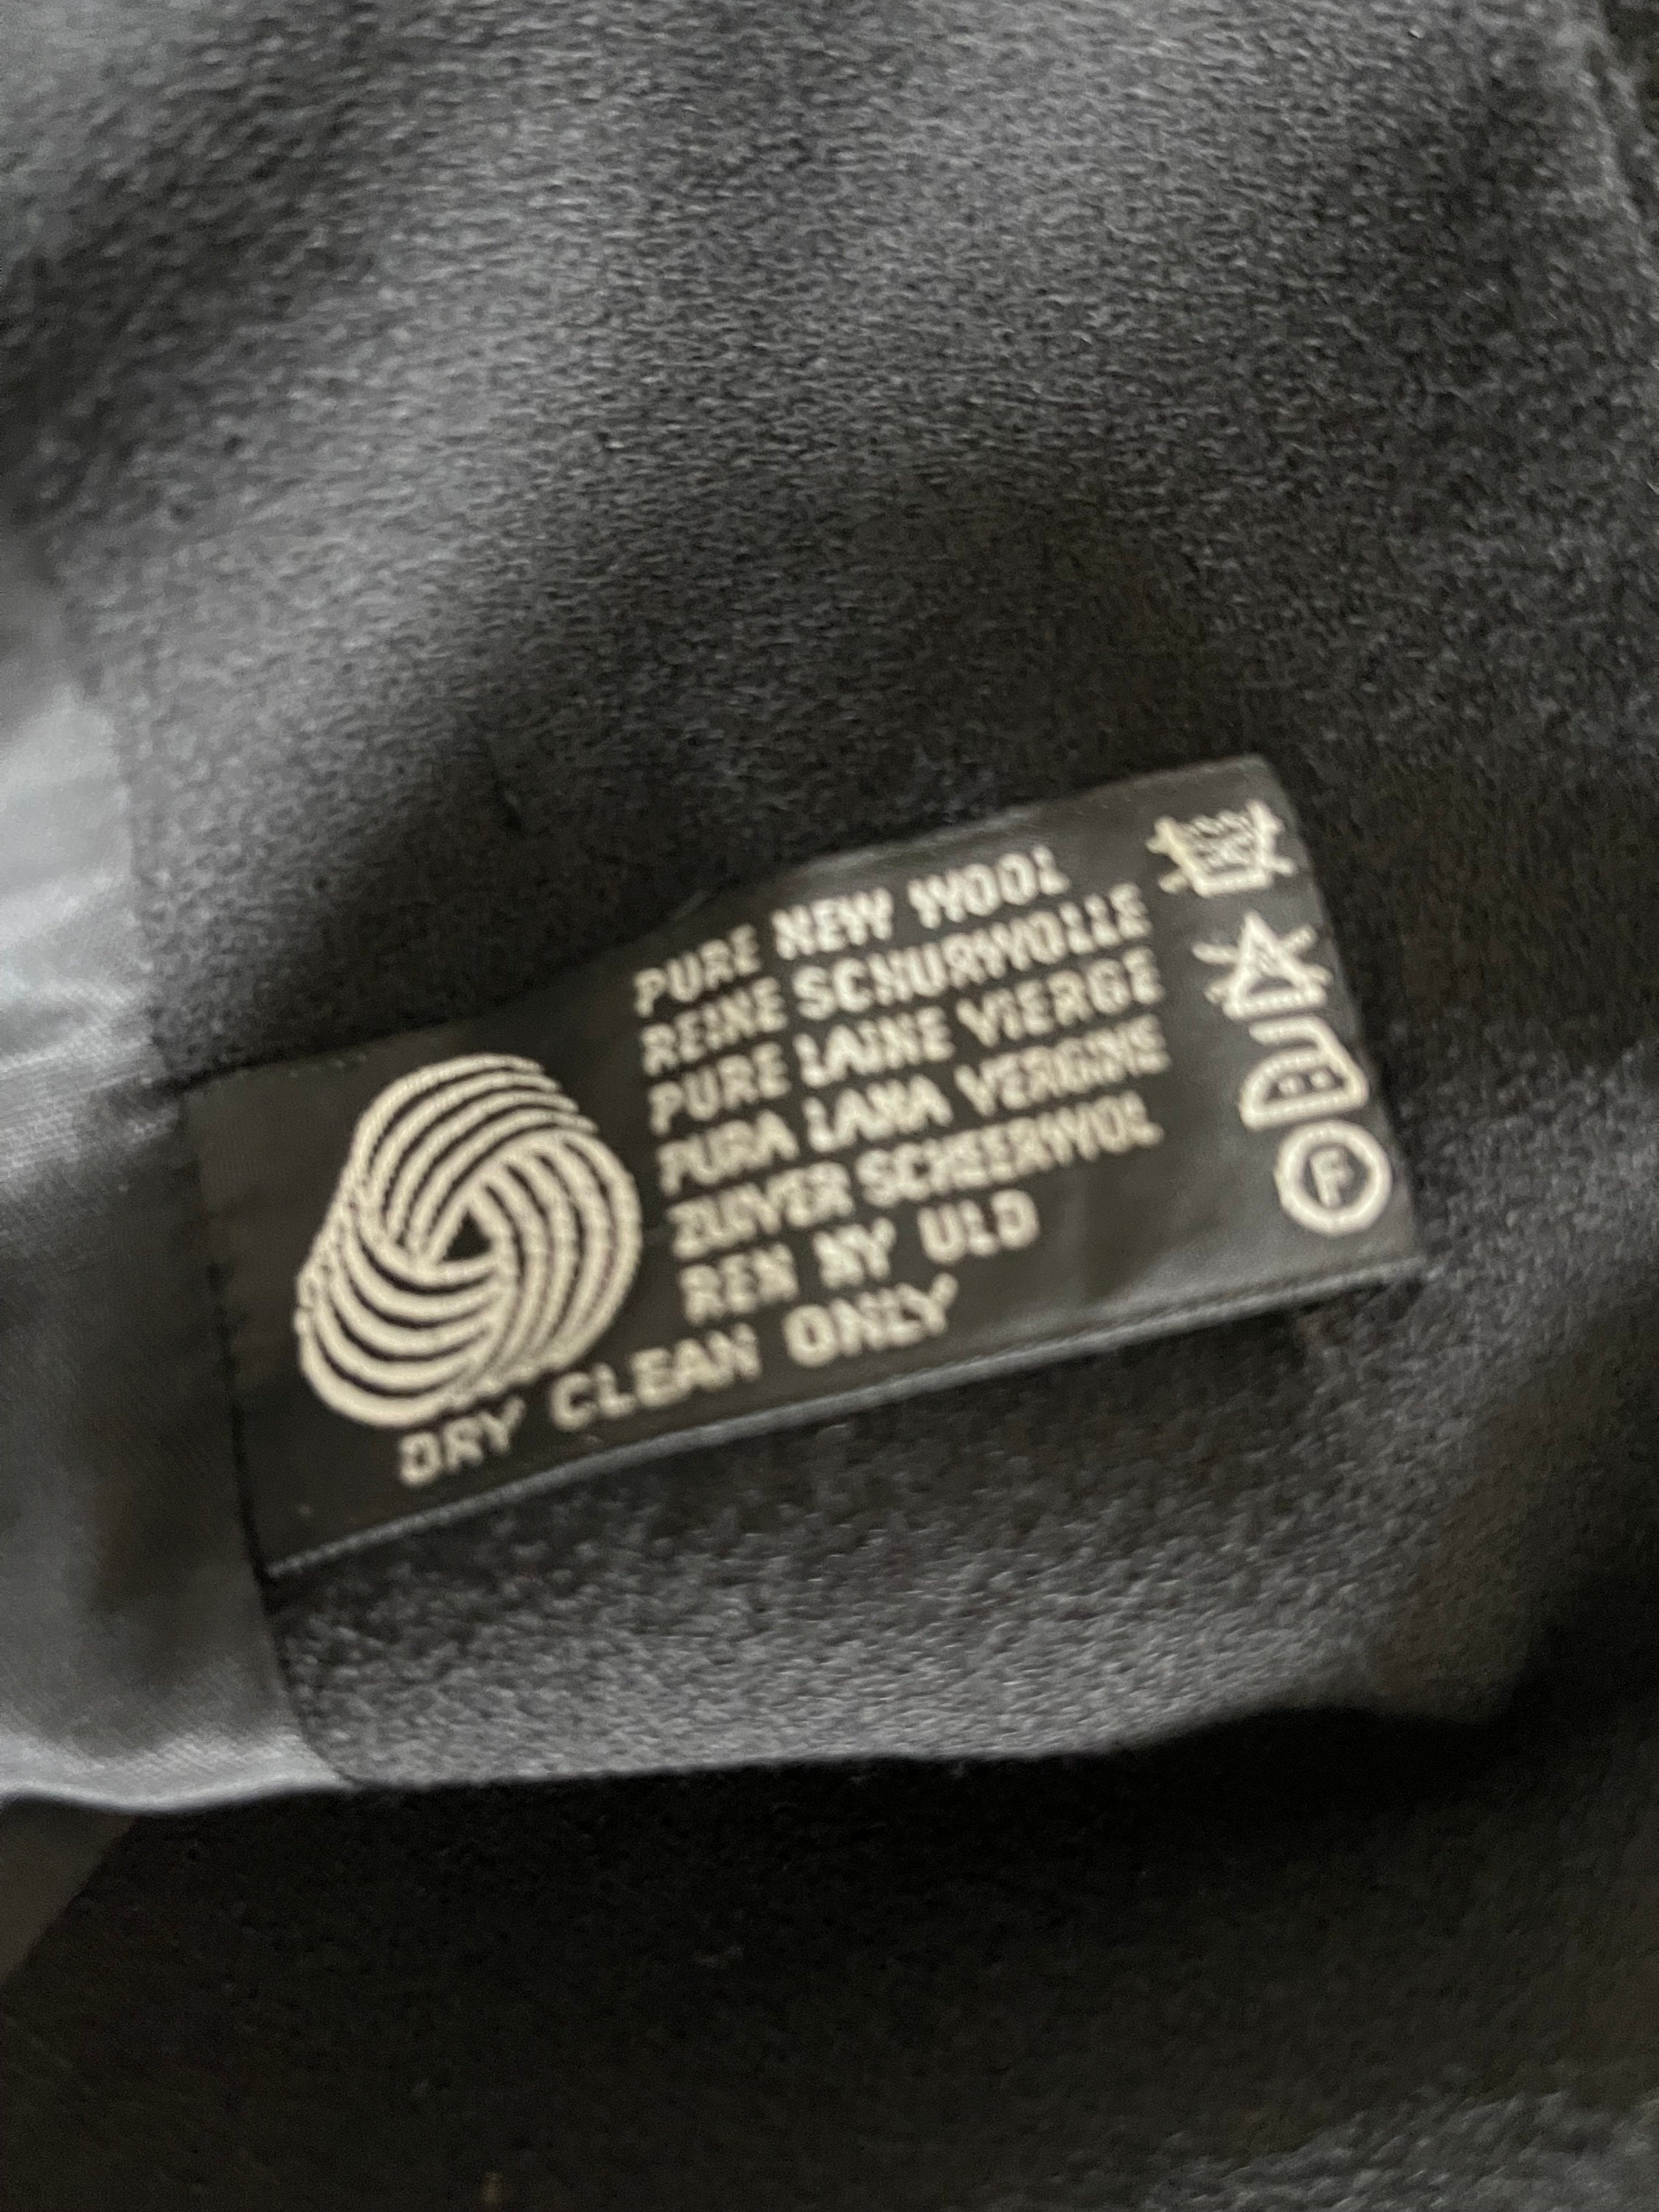 PURE NEW WOOL
REINE SCHURWOLLE
PURE LAINE VIERGE
PURA LANA VERGINE
ZUIVER SCHEERWOL
REN NY ULD
DRY CLEAN ONLY
F